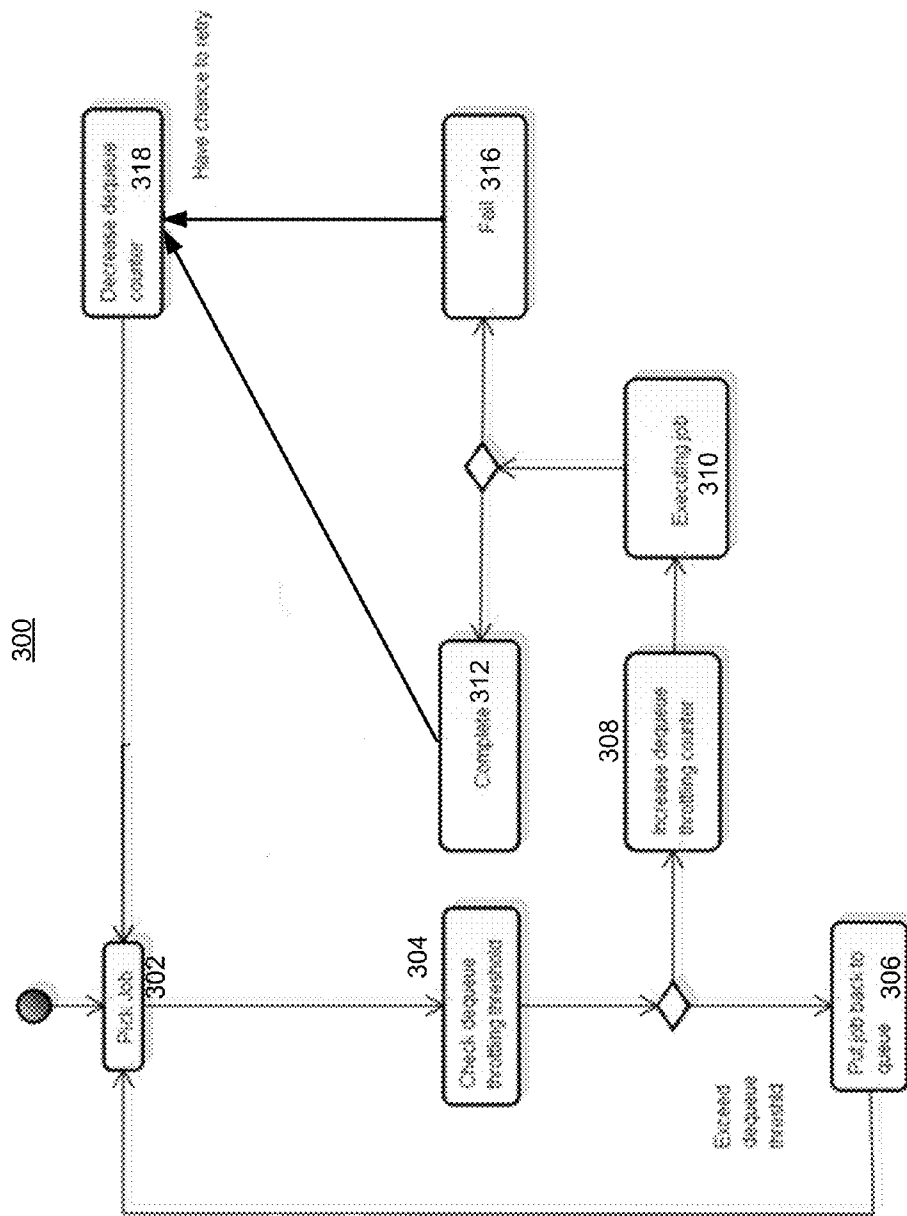 300
Pick Job
302
Check dequeue
throttling threshold
304
Exceed
dequeue
threshld
Put job back to
queue
306
Increase dequeue
throttling counter
308
Executing job
310
Complete 312
Fail 316
Have chance to retry
Decrease dequeue
counter
318